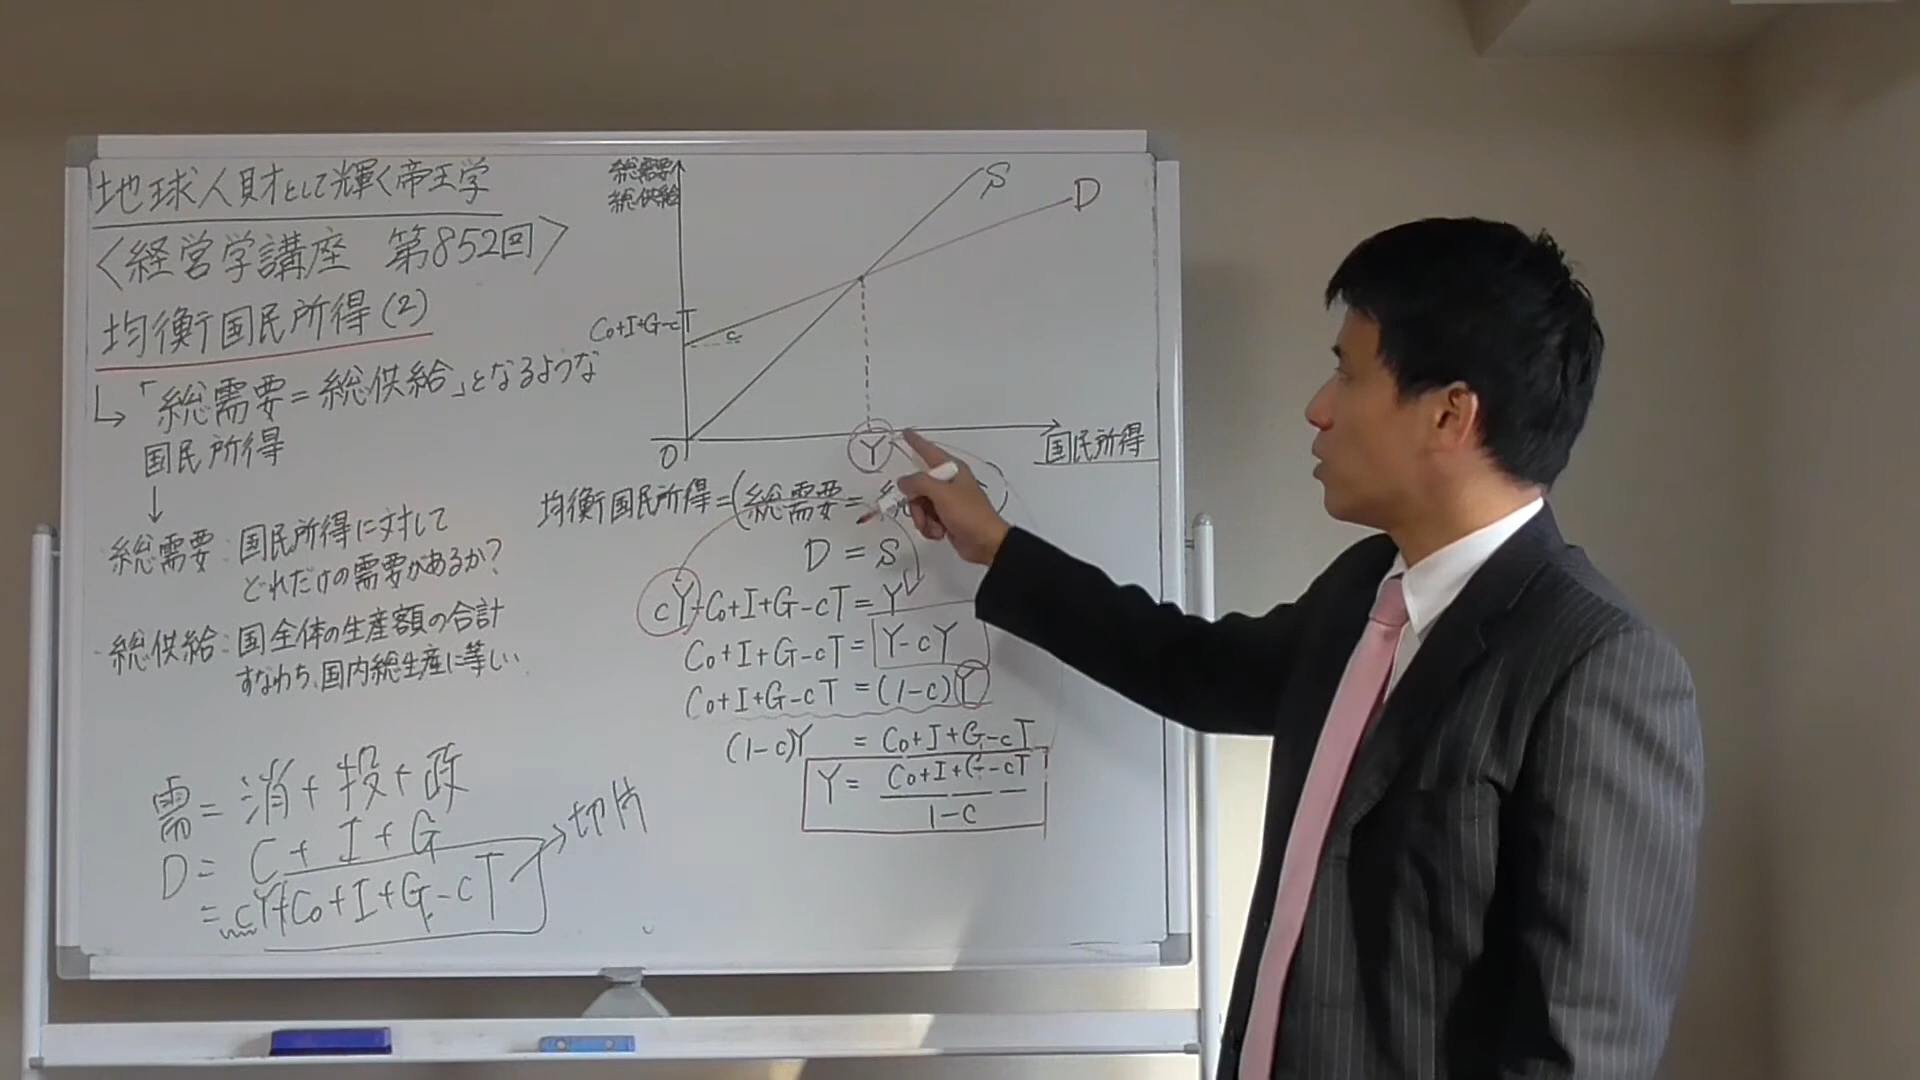 地球人財として輝く帝王学
〈経営学講座 第852回〉
均衡国民所得(2)
↳「総需要=総供給」となるような
国民所得
↓
総需要:国民所得に対して
どれだけの需要があるか?
総供給:国全体の生産額の合計
すなわち、国内総生産に等しい
需=消+投+政
D=C+I+G
=cY+C₀+I+G-cT
切片
総需要
総供給
S
D
C₀+I+G-cT
c
0
Y
国民所得
均衡国民所得=(総需要=
D=S
cY+C₀+I+G-cT=Y
C₀+I+G-cT=Y-cY
C₀+I+G-cT=(1-c)Y
(1-c)Y=C₀+I+G-cT
Y=C₀+I+G-cT
1-c